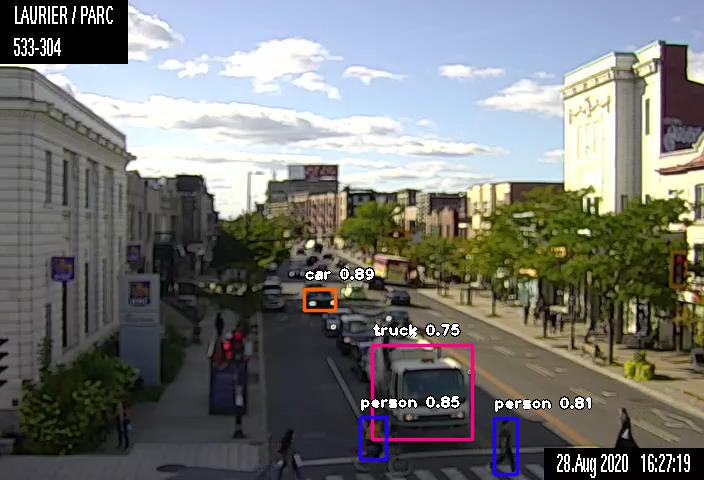 LAURIER / PARC
533-304
car 0.89
truck 0.75
person 0.85
person 0.81
28.Aug 2020 16:27:19